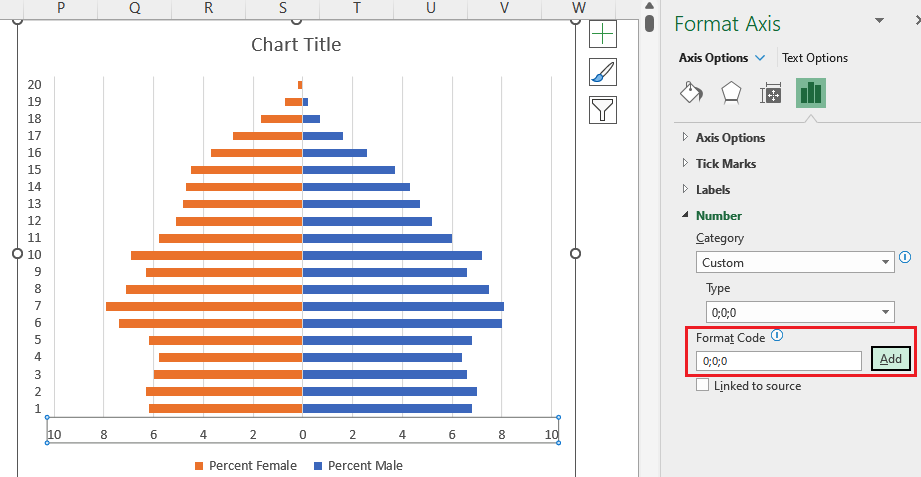 P Q R S T U V W
Chart Title
20
19
18
17
16
15
14
13
12
11
10
9
8
7
6
5
4
3
2
1
10 8 6 4 2 0 2 4 6 8 10
Percent Female Percent Male
Format Axis
Axis Options Text Options
Axis Options
Tick Marks
Labels
Number
Category
Custom
Type
0;0;0
Format Code
0;0;0 Add
Linked to source